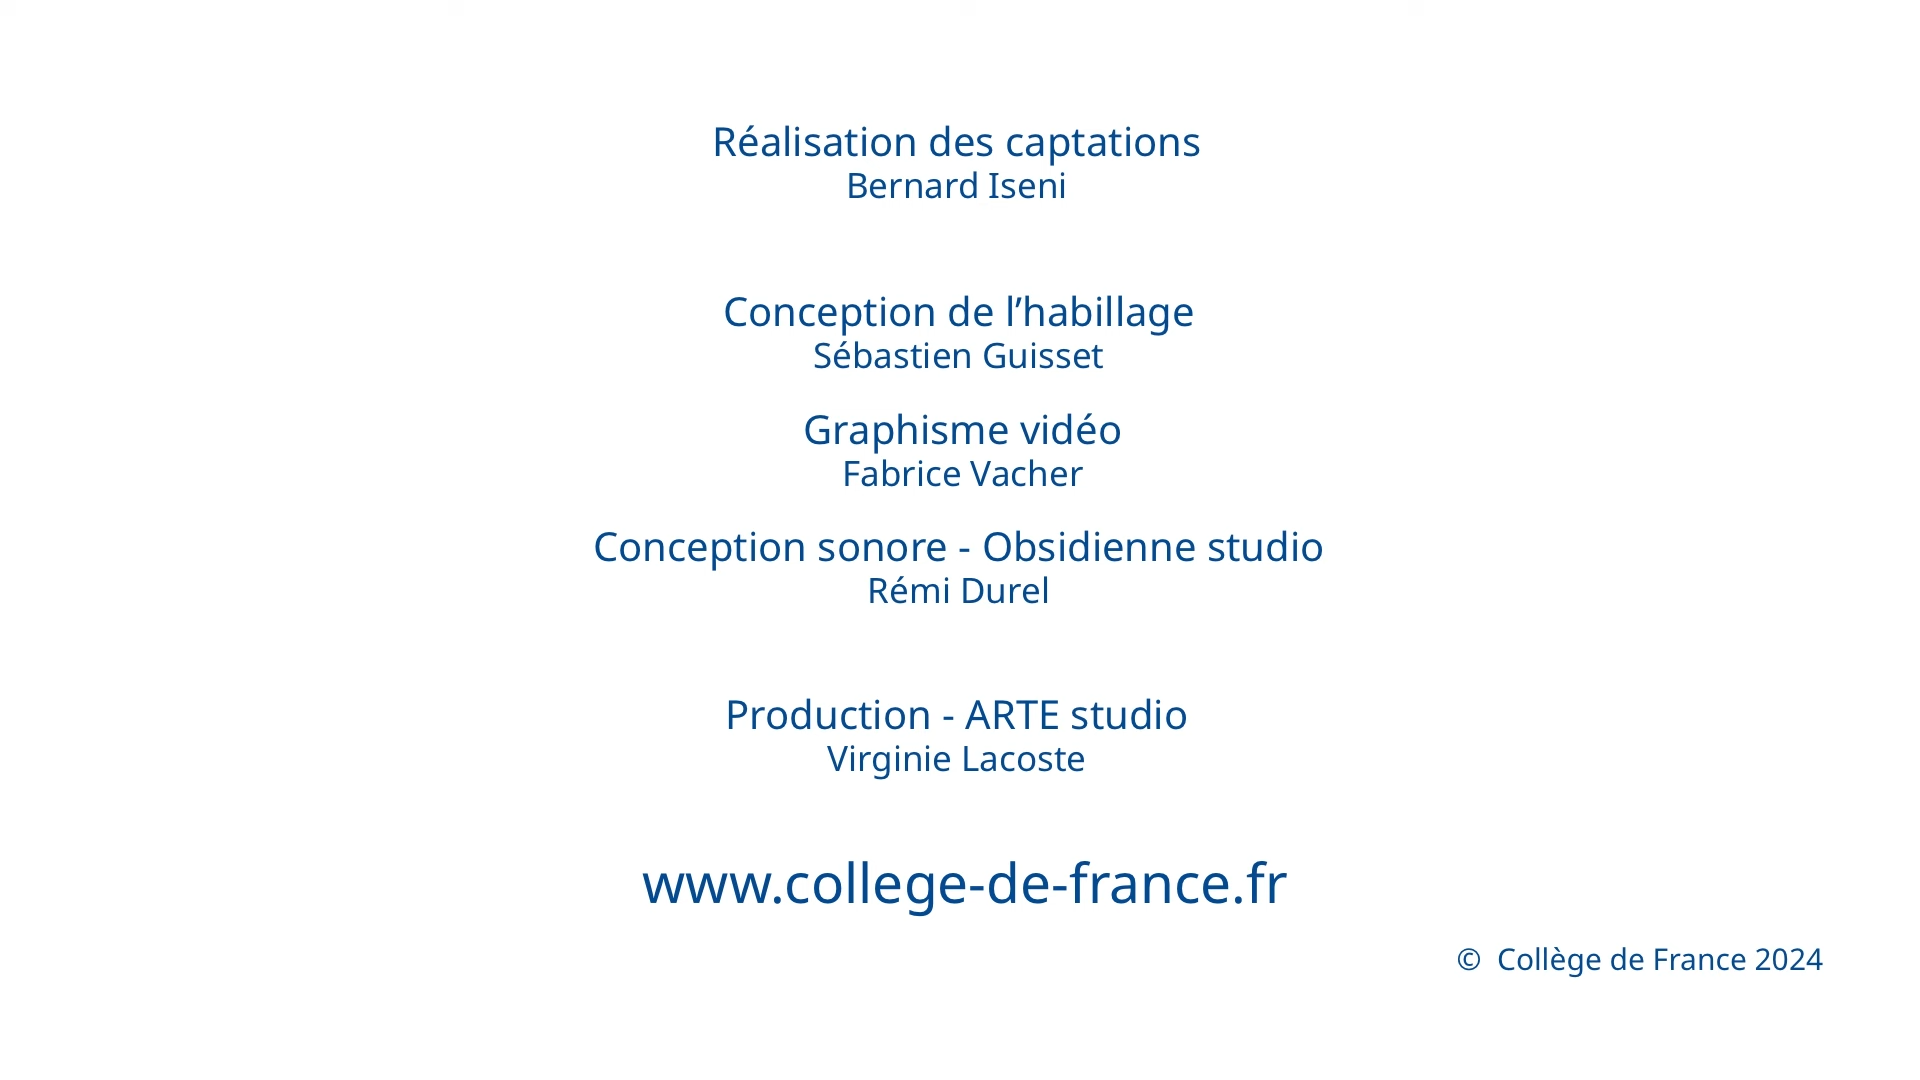 Réalisation des captations
Bernard Iseni
Conception de l’habillage
Sébastien Guisset
Graphisme vidéo
Fabrice Vacher
Conception sonore - Obsidienne studio
Rémi Durel
Production - ARTE studio
Virginie Lacoste
www.college-de-france.fr
© Collège de France 2024